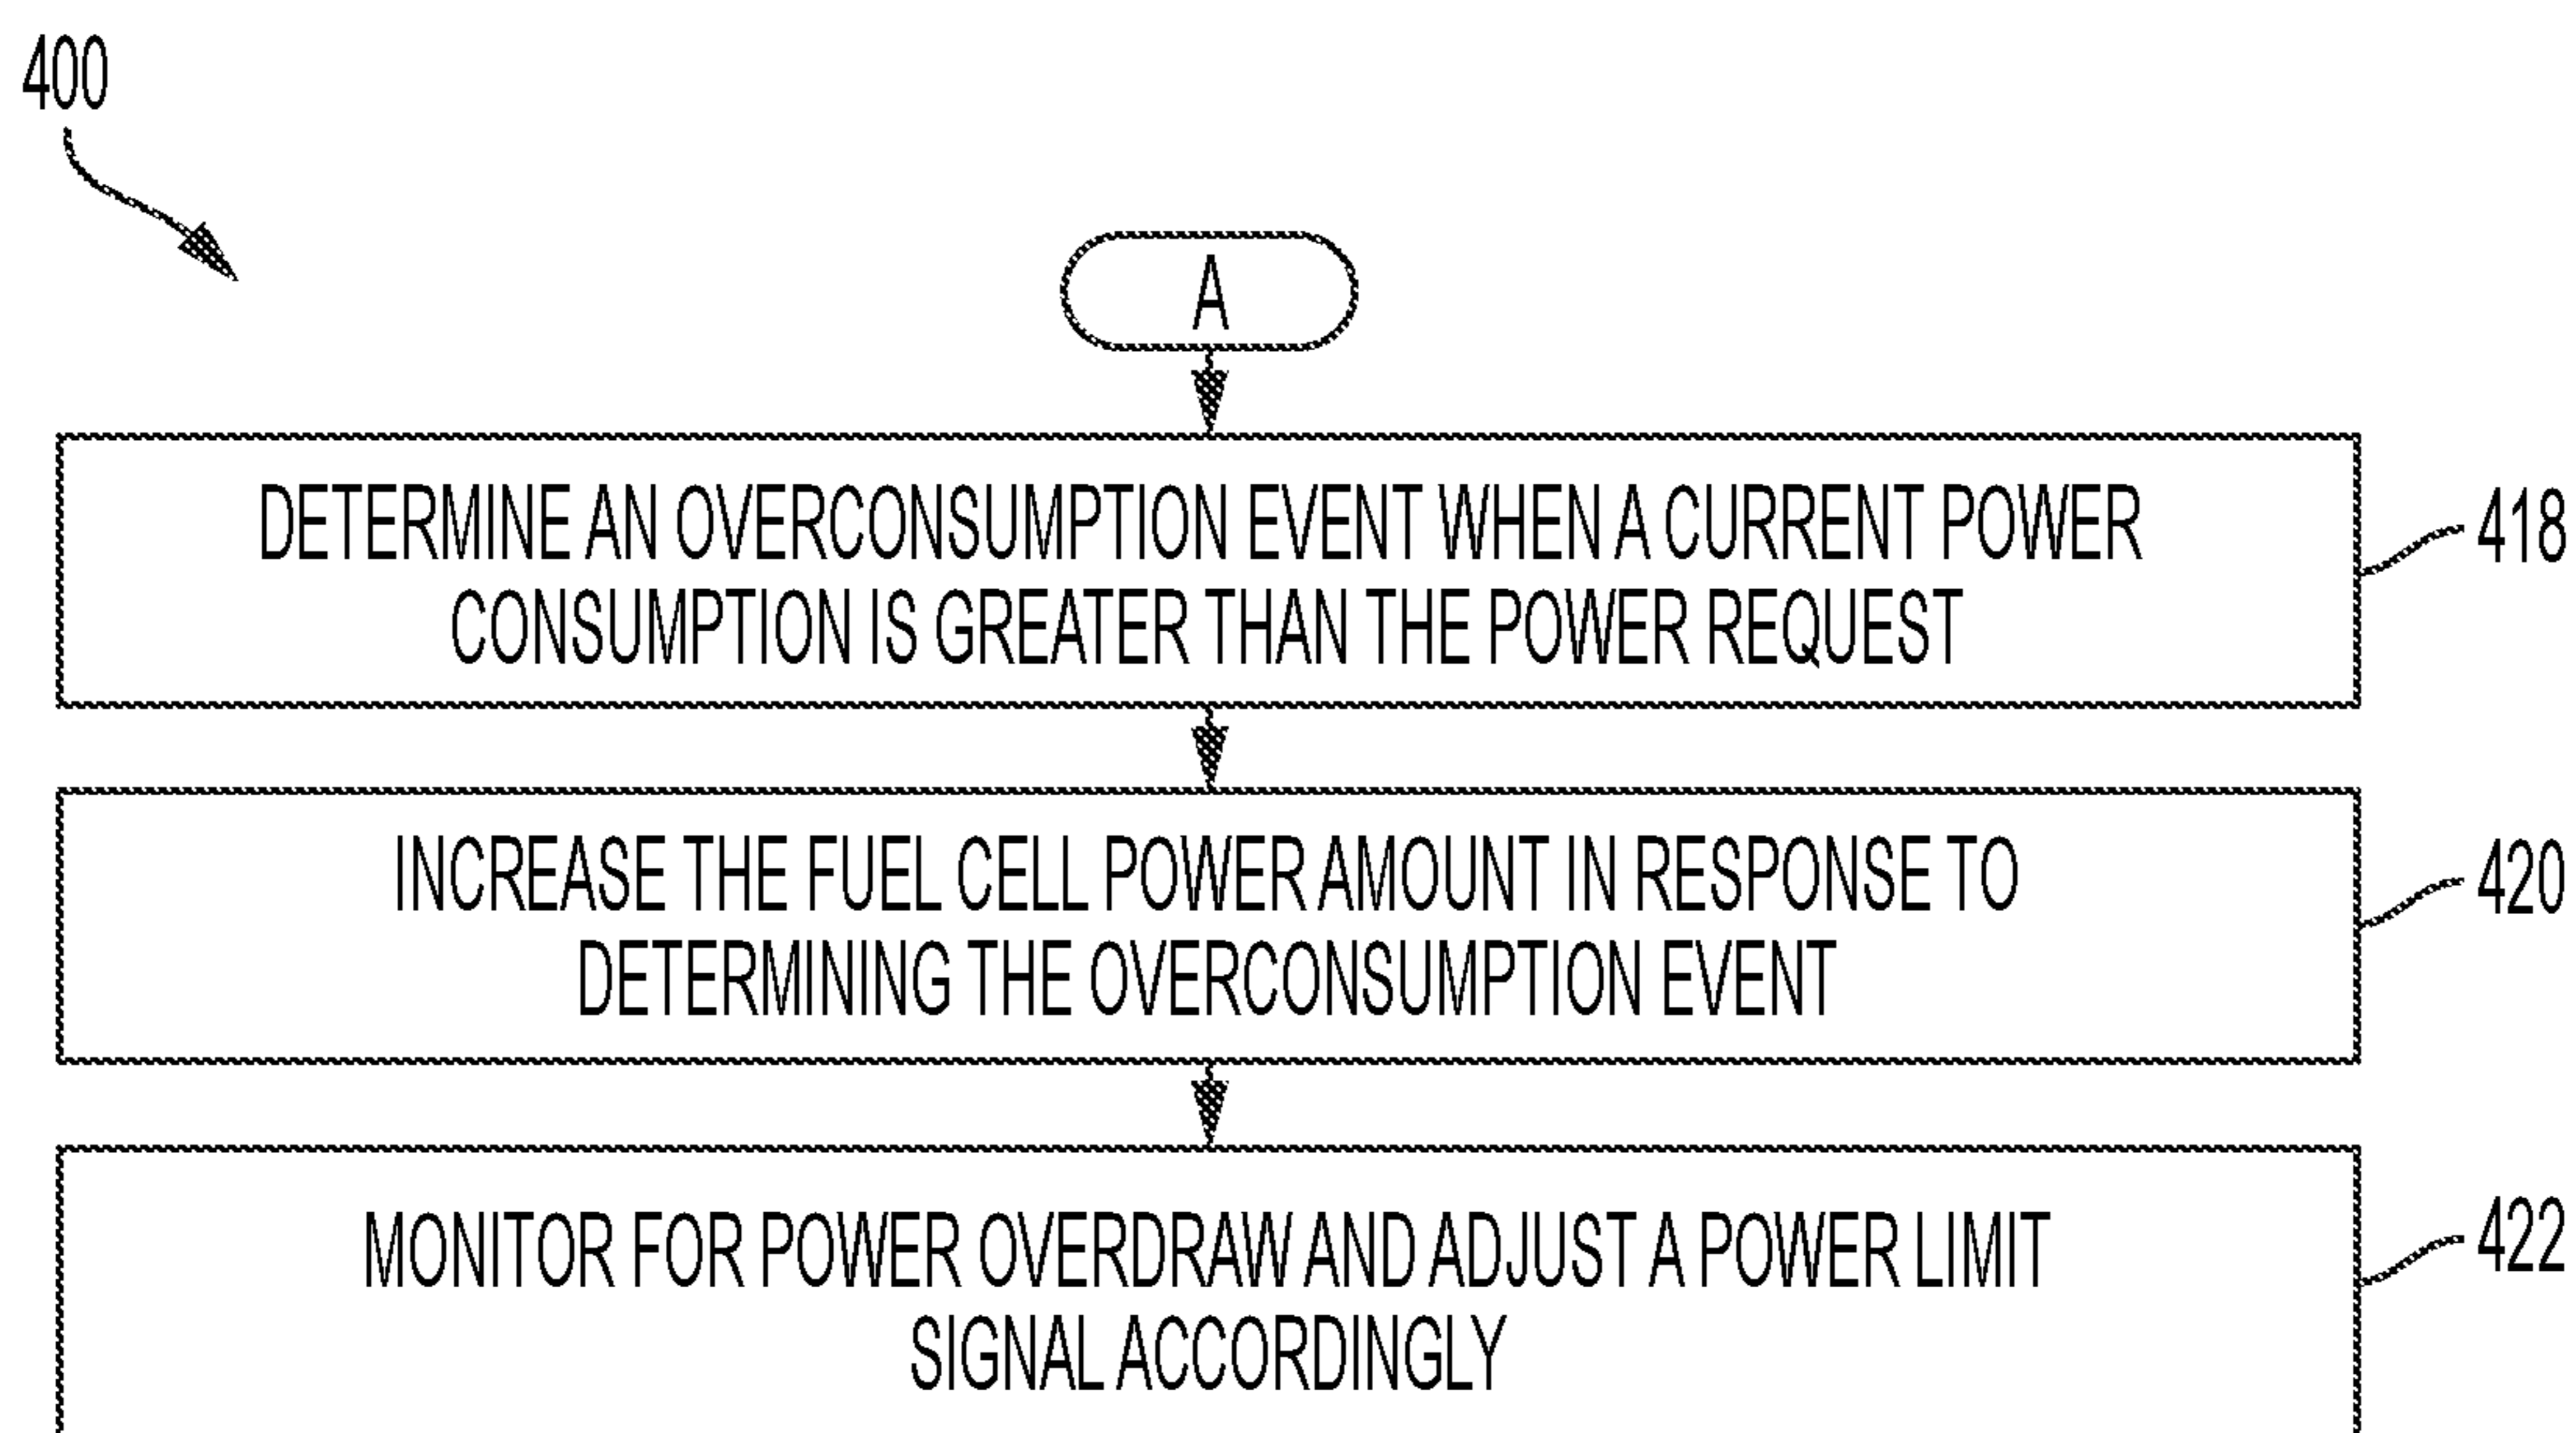 400
A
DETERMINE AN OVERCONSUMPTION EVENT WHEN A CURRENT POWER
CONSUMPTION IS GREATER THAN THE POWER REQUEST
418
INCREASE THE FUEL CELL POWER AMOUNT IN RESPONSE TO
DETERMINING THE OVERCONSUMPTION EVENT
420
MONITOR FOR POWER OVERDRAW AND ADJUST A POWER LIMIT
SIGNAL ACCORDINGLY
422